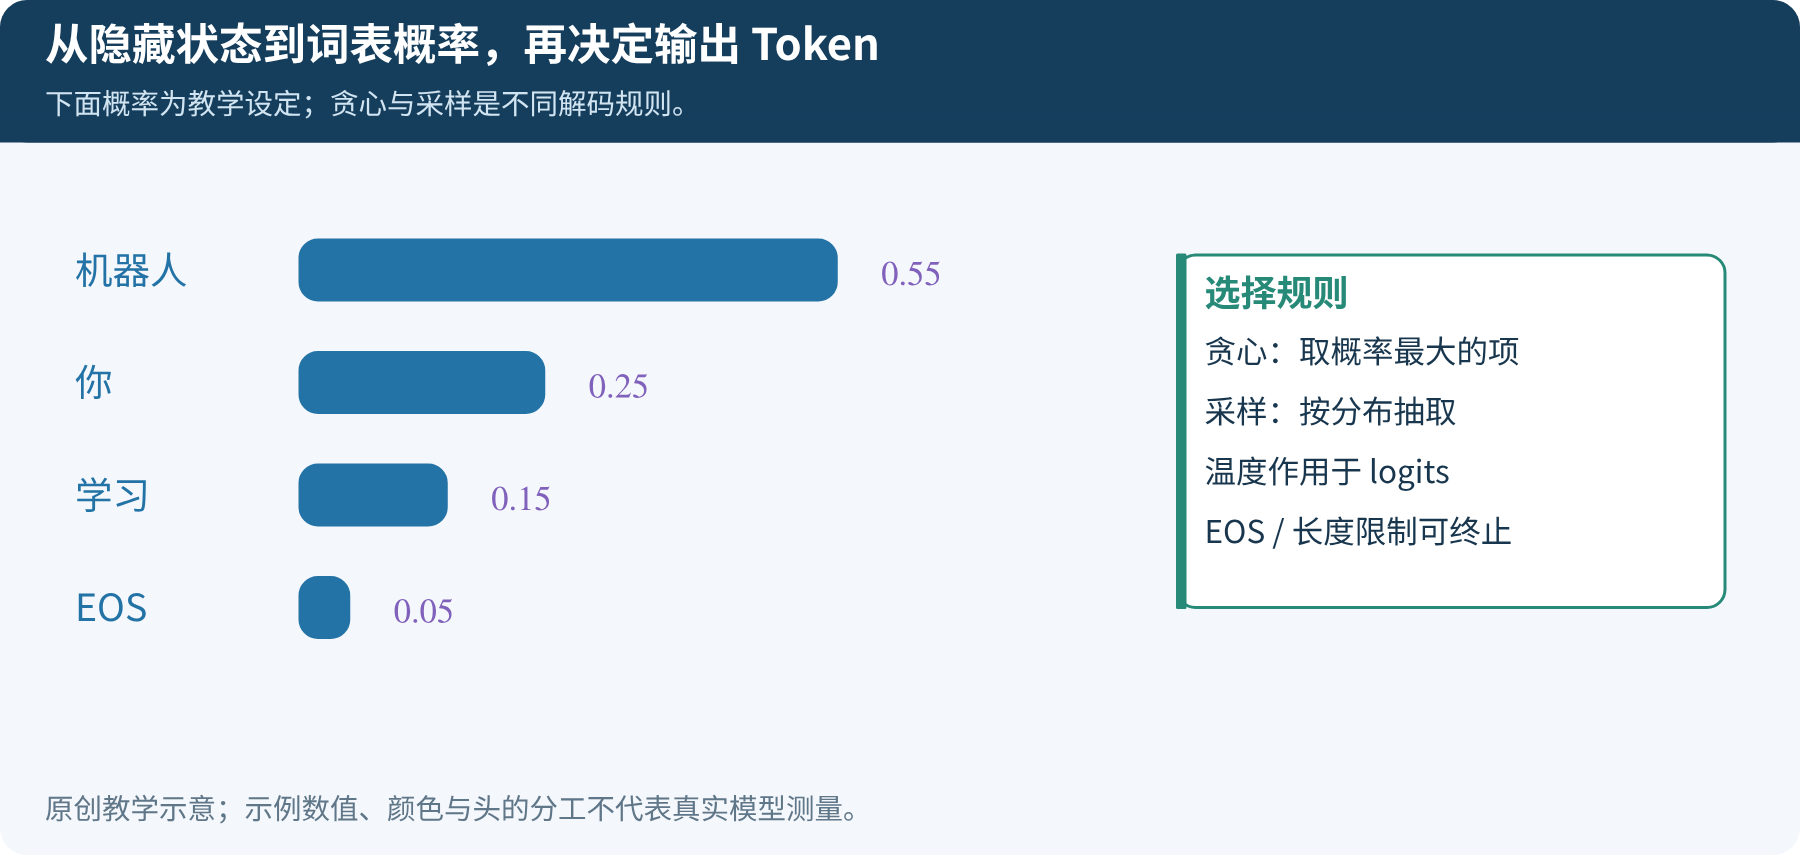 从隐藏状态到词表概率，再决定输出 Token
下面概率为教学设定；贪心与采样是不同解码规则。
机器人
0.55
你
0.25
学习
0.15
EOS
0.05
选择规则
贪心：取概率最大的项
采样：按分布抽取
温度作用于 logits
EOS / 长度限制可终止
原创教学示意；示例数值、颜色与头的分工不代表真实模型测量。